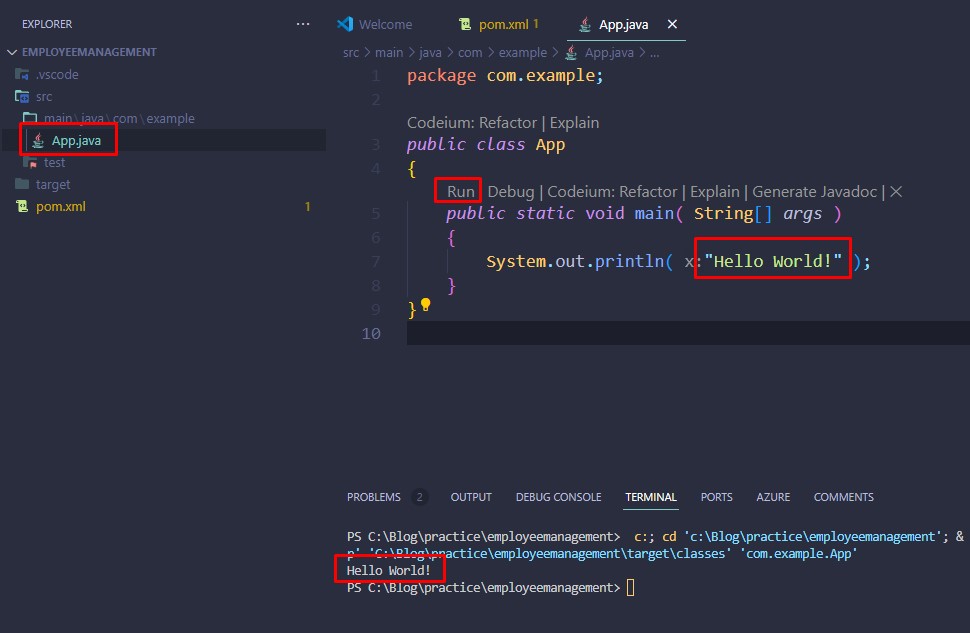 EXPLORER
...
EMPLOYEEMANAGEMENT
.vscode
src
main\java\com\example
App.java
test
target
pom.xml 1
Welcome pom.xml 1 App.java
src > main > java > com > example > App.java > ...
1 package com.example;
2
Codeium: Refactor | Explain
3 public class App
4 {
Run | Debug | Codeium: Refactor | Explain | Generate Javadoc | X
5 public static void main( String[] args )
6 {
7 System.out.println( x:"Hello World!" );
8 }
9 }
10
PROBLEMS 2 OUTPUT DEBUG CONSOLE TERMINAL PORTS AZURE COMMENTS
PS C:\Blog\practice\employeemanagement> c:; cd 'c:\Blog\practice\employeemanagement'; &
p' 'C:\Blog\practice\employeemanagement\target\classes' 'com.example.App'
Hello World!
PS C:\Blog\practice\employeemanagement>